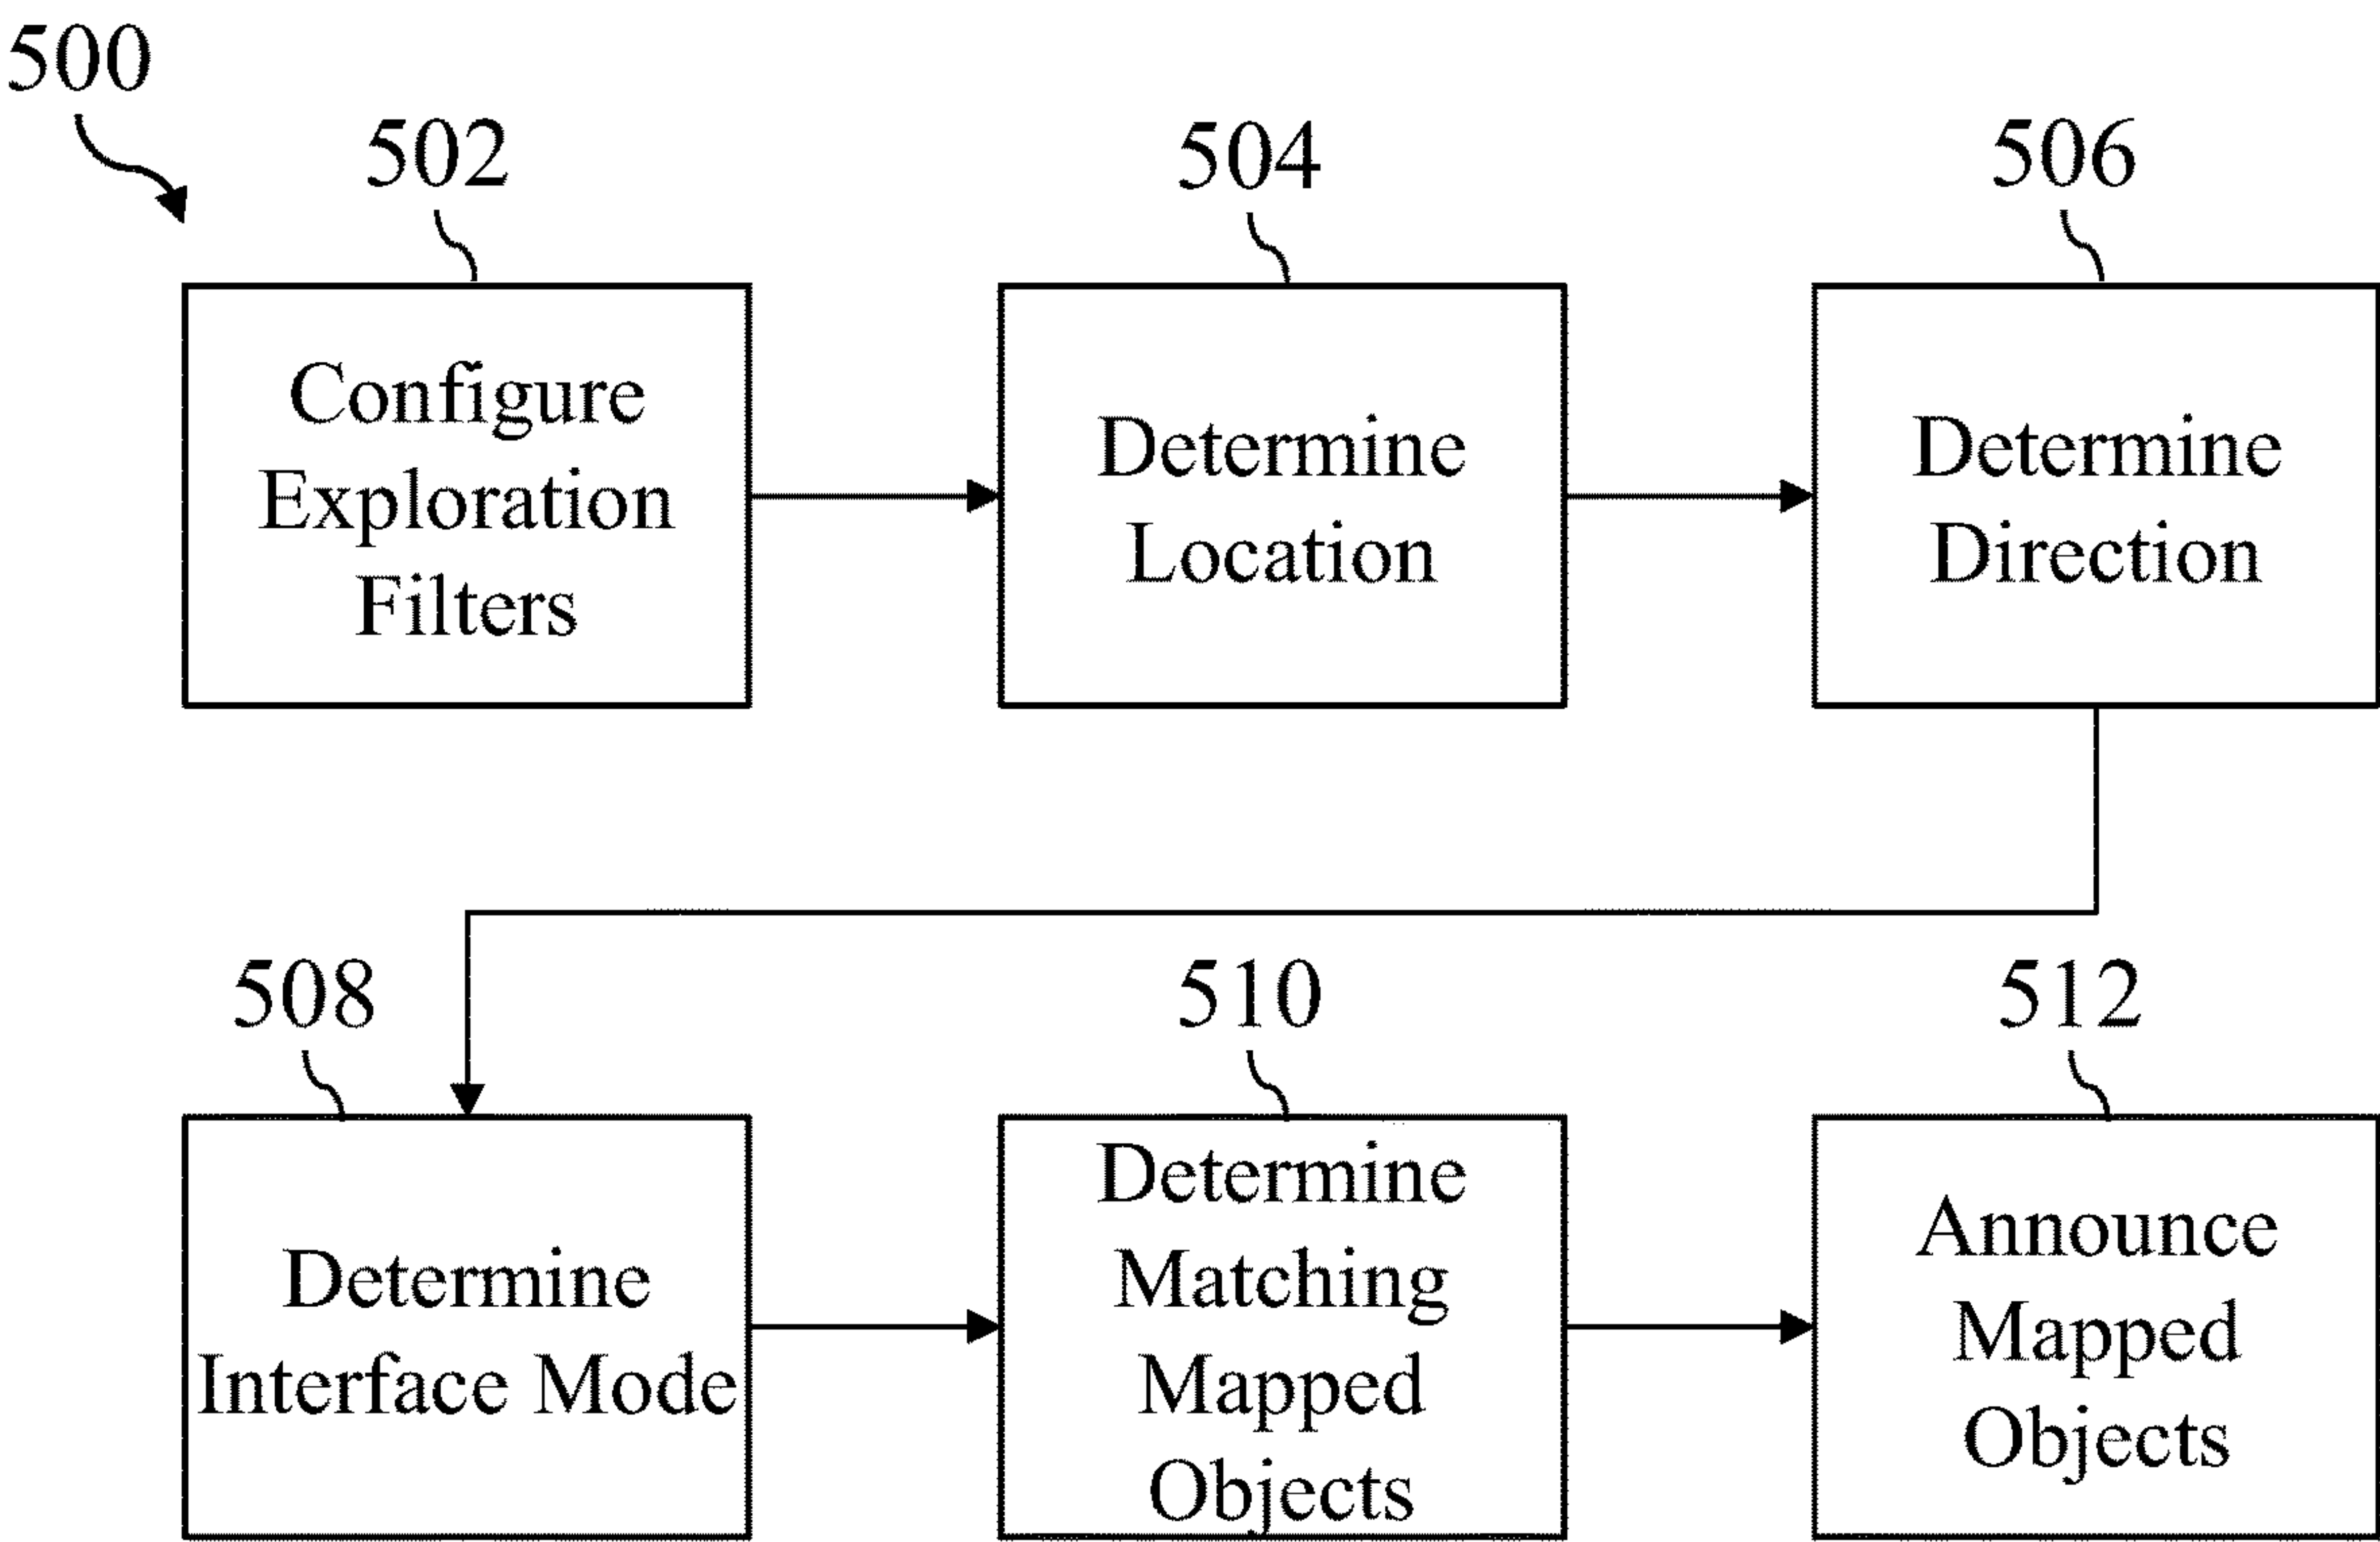 500
502
504
506
Configure
Exploration
Filters
Determine
Location
Determine
Direction
508
510
512
Determine
Interface Mode
Determine
Matching
Mapped
Objects
Announce
Mapped
Objects